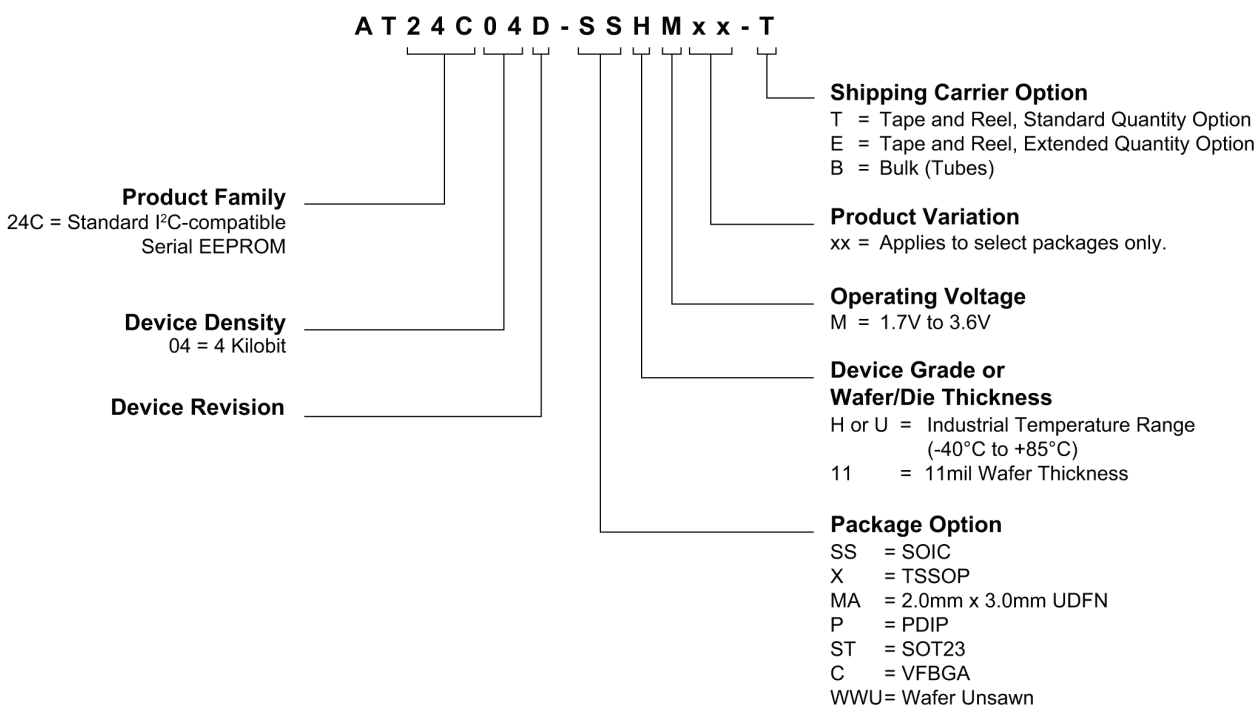 AT24C04D-SSHMxx-T
Shipping Carrier Option
T = Tape and Reel, Standard Quantity Option
E = Tape and Reel, Extended Quantity Option
B = Bulk (Tubes)
Product Family
24C = Standard I²C-compatible
Serial EEPROM
Product Variation
xx = Applies to select packages only.
Operating Voltage
M = 1.7V to 3.6V
Device Density
04 = 4 Kilobit
Device Revision
Device Grade or
Wafer/Die Thickness
H or U = Industrial Temperature Range
(-40°C to +85°C)
11 = 11mil Wafer Thickness
Package Option
SS = SOIC
X = TSSOP
MA = 2.0mm x 3.0mm UDFN
P = PDIP
ST = SOT23
C = VFBGA
WWU= Wafer Unsawn